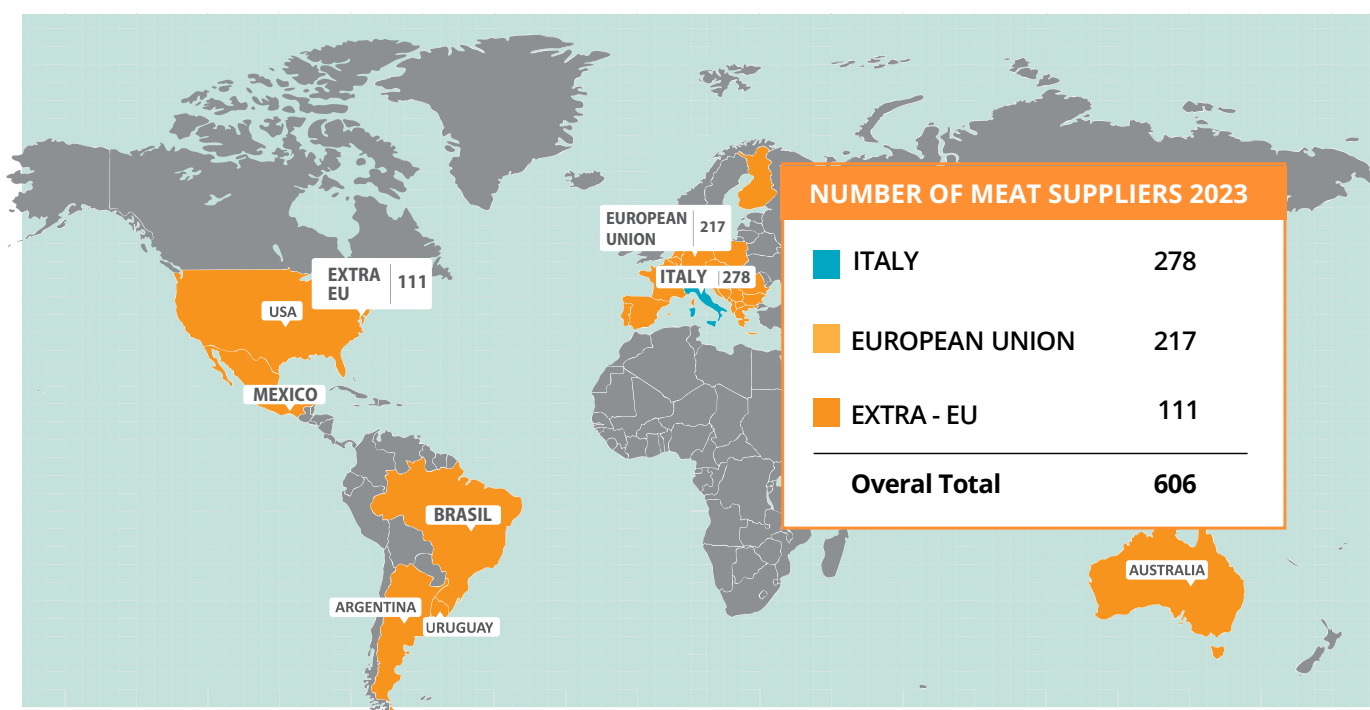 NUMBER OF MEAT SUPPLIERS 2023
ITALY 278
EUROPEAN UNION 217
EXTRA - EU 111
Overal Total 606
EUROPEAN
UNION
217
ITALY 278
EXTRA
EU
111
USA
MEXICO
BRASIL
ARGENTINA
URUGUAY
AUSTRALIA